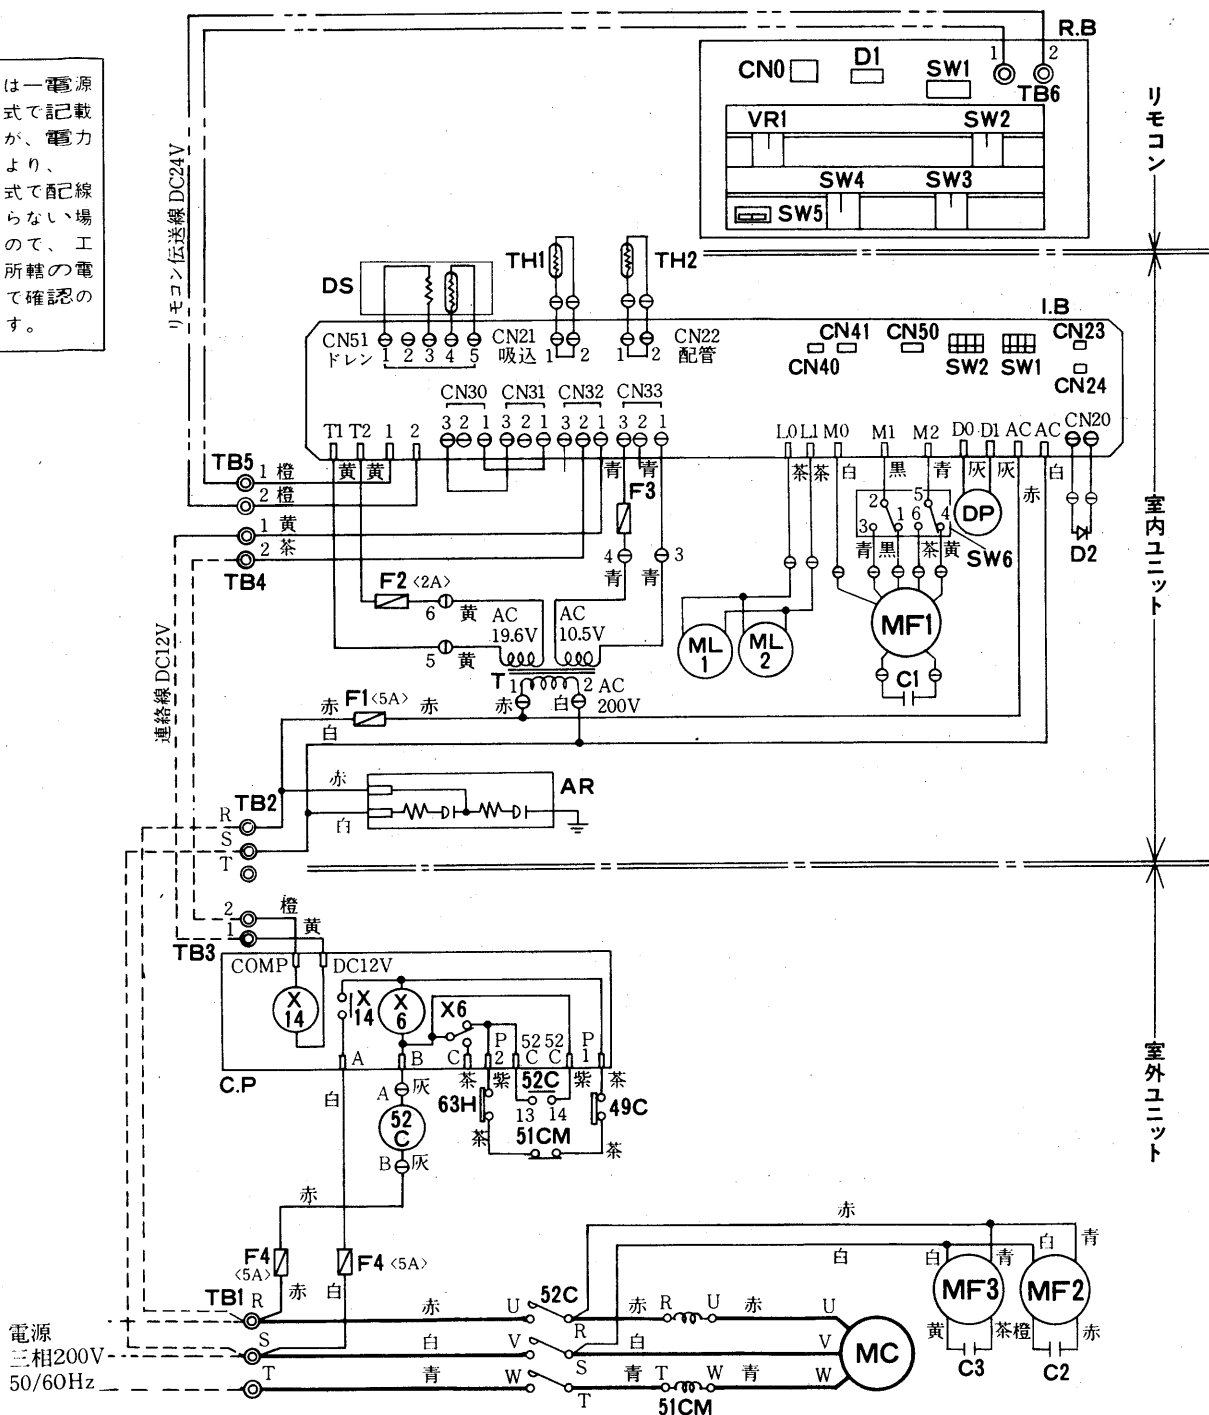 は一電源
式で記載
が、電力
より、
式で配線
らない場
ので、工
所轄の電
て確認の
す。
リモコン伝送線DC24V
R.B
CN0 D1 SW1 1 2
TB6
VR1 SW2
SW4 SW3
SW5
リモコン
DS TH1 TH2
I.B
CN51 CN21 CN22 CN41 CN50 CN23
ドレン 1 2 3 4 5 吸込 1 2 1 2 配管
CN40 SW2 SW1 CN24
CN30 CN31 CN32 CN33
3 2 1 3 2 1 3 2 1 3 2 1
T1 T2 1 2 L0 L1 M0 M1 M2 D0 D1 AC AC CN20
黄 黄 青 青 茶 茶 白 黒 青 灰 灰 赤 白
TB5 1 橙
2 橙
1 黄
2 茶
TB4
F3
4 3
青 青
2 5
3 1 6 4
青 黒 茶 黄
DP
SW6
D2
室内ユニット
F2 <2A>
6 黄
AC AC
19.6V 10.5V
5 黄
T 1 2 AC
200V
赤 白
ML
1
ML
2
MF1
C1
連絡線DC12V
赤 F1<5A> 赤
白
赤
AR
白
TB2
R
S
T
2 橙
1 黄
TB3
COMP DC12V
X
14
X
14
X
6
X6
A B C P
2
52
C
52
C
P
1
C.P
白 A 灰 茶 紫 52C 紫 茶
63H 13 14 49C
52
C
51CM
茶 茶
B 灰
室外ユニット
赤
F4
<5A>
F4 <5A>
赤 白
赤
白 白 青 白 青
MF3 MF2
黄 茶 橙 赤
C3 C2
TB1 R 赤 U 52C 赤 R U 赤 U
R
電源
三相200V
50/60Hz
S 白 V 白 V
S
MC
T 青 W 青 T W 青 W
T
51CM